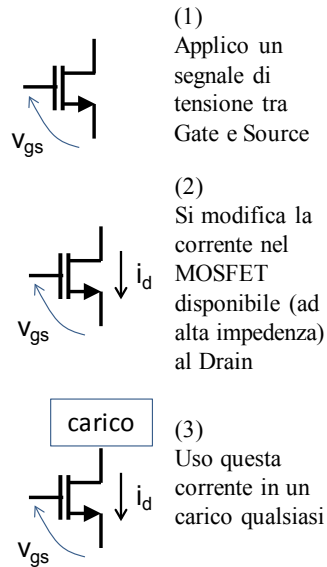 (1)
Applico un
segnale di
tensione tra
Gate e Source
vgs
(2)
Si modifica la
corrente nel
MOSFET
disponibile (ad
alta impedenza)
al Drain
id
vgs
carico
(3)
Uso questa
corrente in un
carico qualsiasi
id
vgs